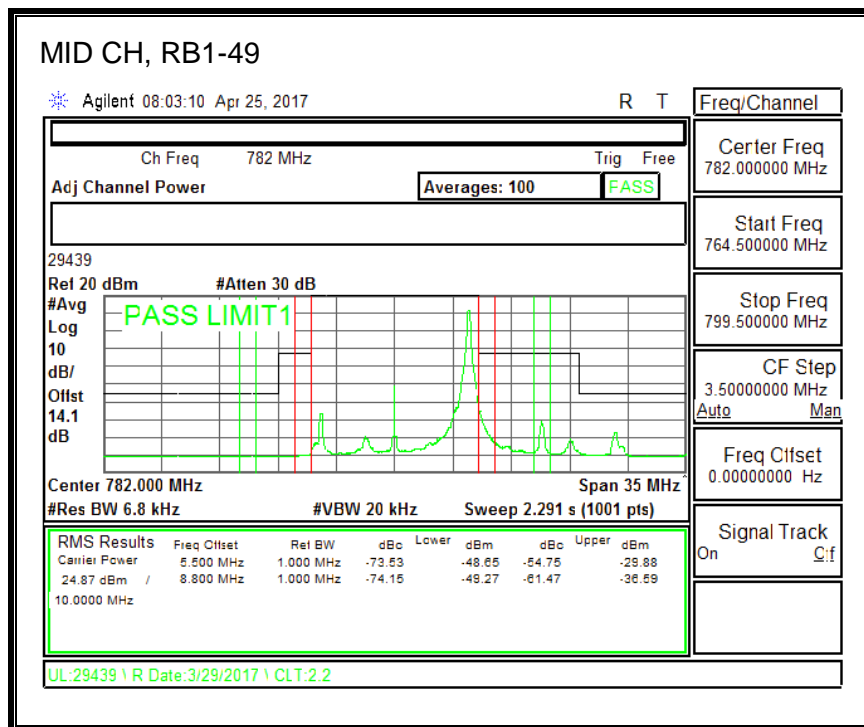 MID CH, RB1-49
Agilent 08:03:10 Apr 25, 2017 R T
Freq/Channel
Ch Freq 782 MHz Trig Free
Adj Channel Power Averages: 100 PASS
Center Freq
782.000000 MHz
Start Freq
764.500000 MHz
29439
Ref 20 dBm #Atten 30 dB
#Avg
Log
10
dB/
Offst
14.1
dB
PASS LIMIT1
Stop Freq
799.500000 MHz
CF Step
3.50000000 MHz
Auto Man
Freq Offset
0.00000000 Hz
Center 782.000 MHz Span 35 MHz
#Res BW 6.8 kHz #VBW 20 kHz Sweep 2.291 s (1001 pts)
Signal Track
On Off
RMS Results Freq Offset Ref BW dBc Lower dBm dBc Upper dBm
Carrier Power 5.500 MHz 1.000 MHz -73.53 -48.65 -54.75 -29.88
24.87 dBm / 8.800 MHz 1.000 MHz -74.15 -49.27 -61.47 -36.59
10.0000 MHz
UL:29439 \ R Date:3/29/2017 \ CLT:2.2